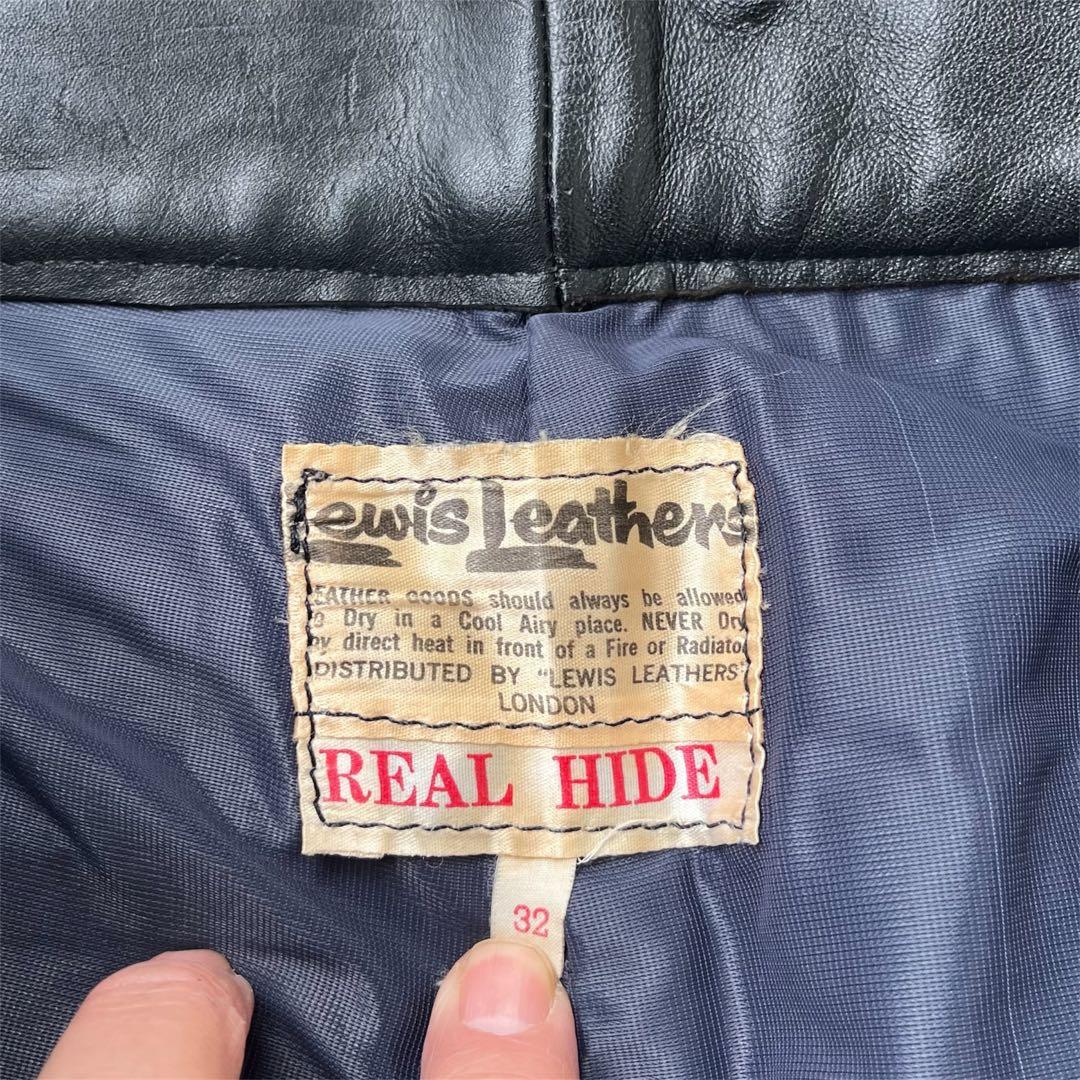 Lewis Leathers
EATHER GOODS should always be allowed
o Dry in a Cool Airy place. NEVER Dry
by direct heat in front of a Fire or Radiato
DISTRIBUTED BY "LEWIS LEATHERS"
LONDON
REAL HIDE
32